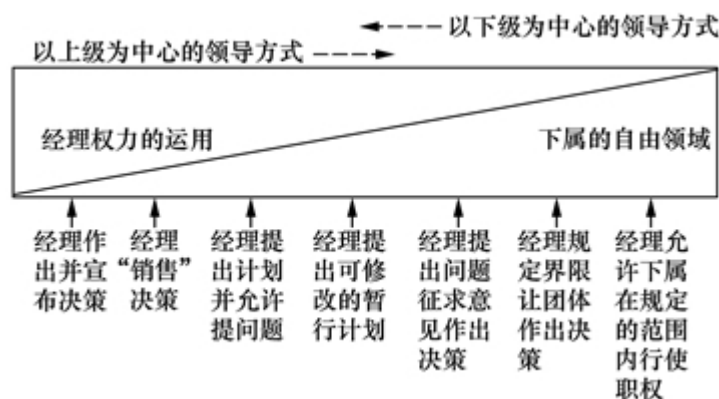 以下级为中心的领导方式
以上级为中心的领导方式
经理权力的运用
下属的自由领域
经理作
出并宣
布决策
经理
“销售”
决策
经理提
出计划
并允许
提问题
经理提
出可修
改的暂
行计划
经理提
出问题
征求意
见作出
决策
经理规
定界限
让团体
作出决
策
经理允
许下属
在规定
的范围
内行使
职权